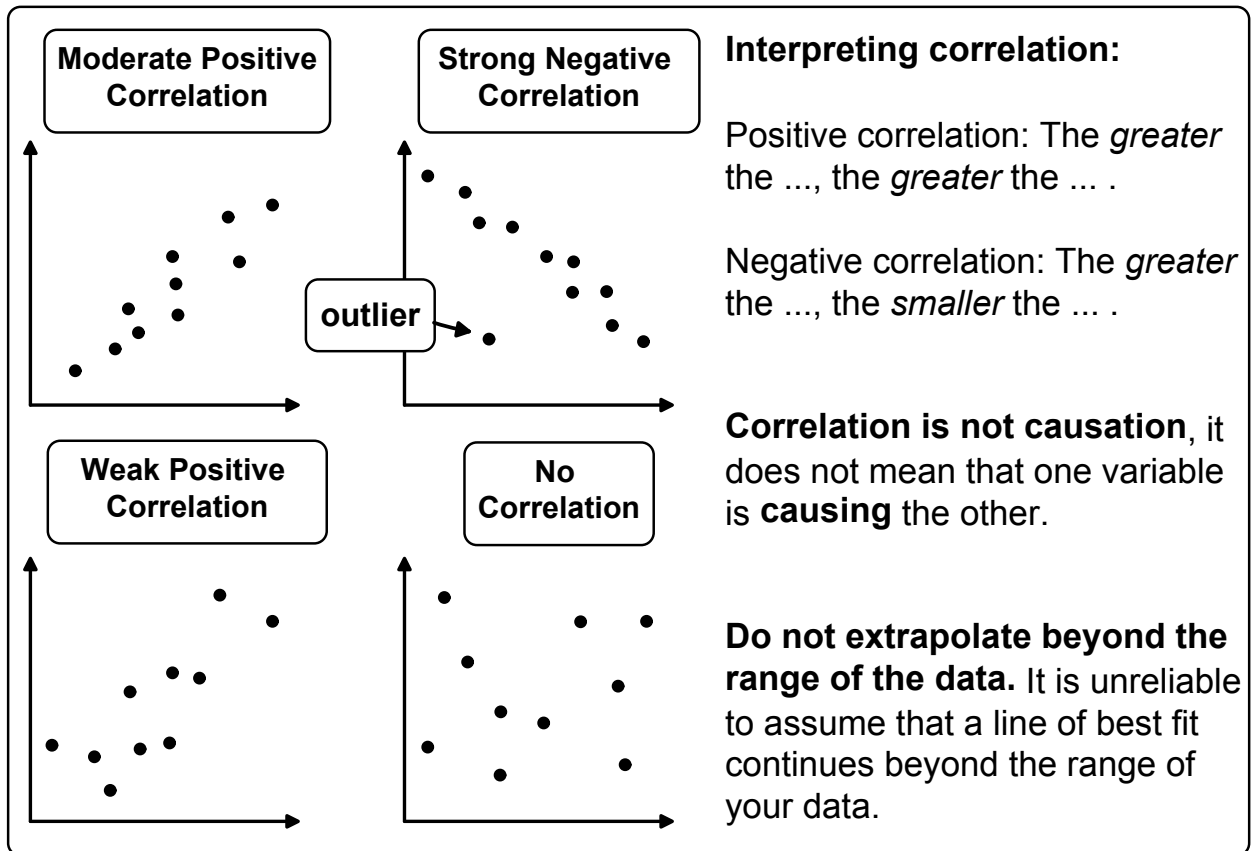 Moderate Positive
Correlation
Strong Negative
Correlation
outlier
Weak Positive
Correlation
No
Correlation
Interpreting correlation:
Positive correlation: The greater
the ..., the greater the ... .
Negative correlation: The greater
the ..., the smaller the ... .
Correlation is not causation, it
does not mean that one variable
is causing the other.
Do not extrapolate beyond the
range of the data. It is unreliable
to assume that a line of best fit
continues beyond the range of
your data.